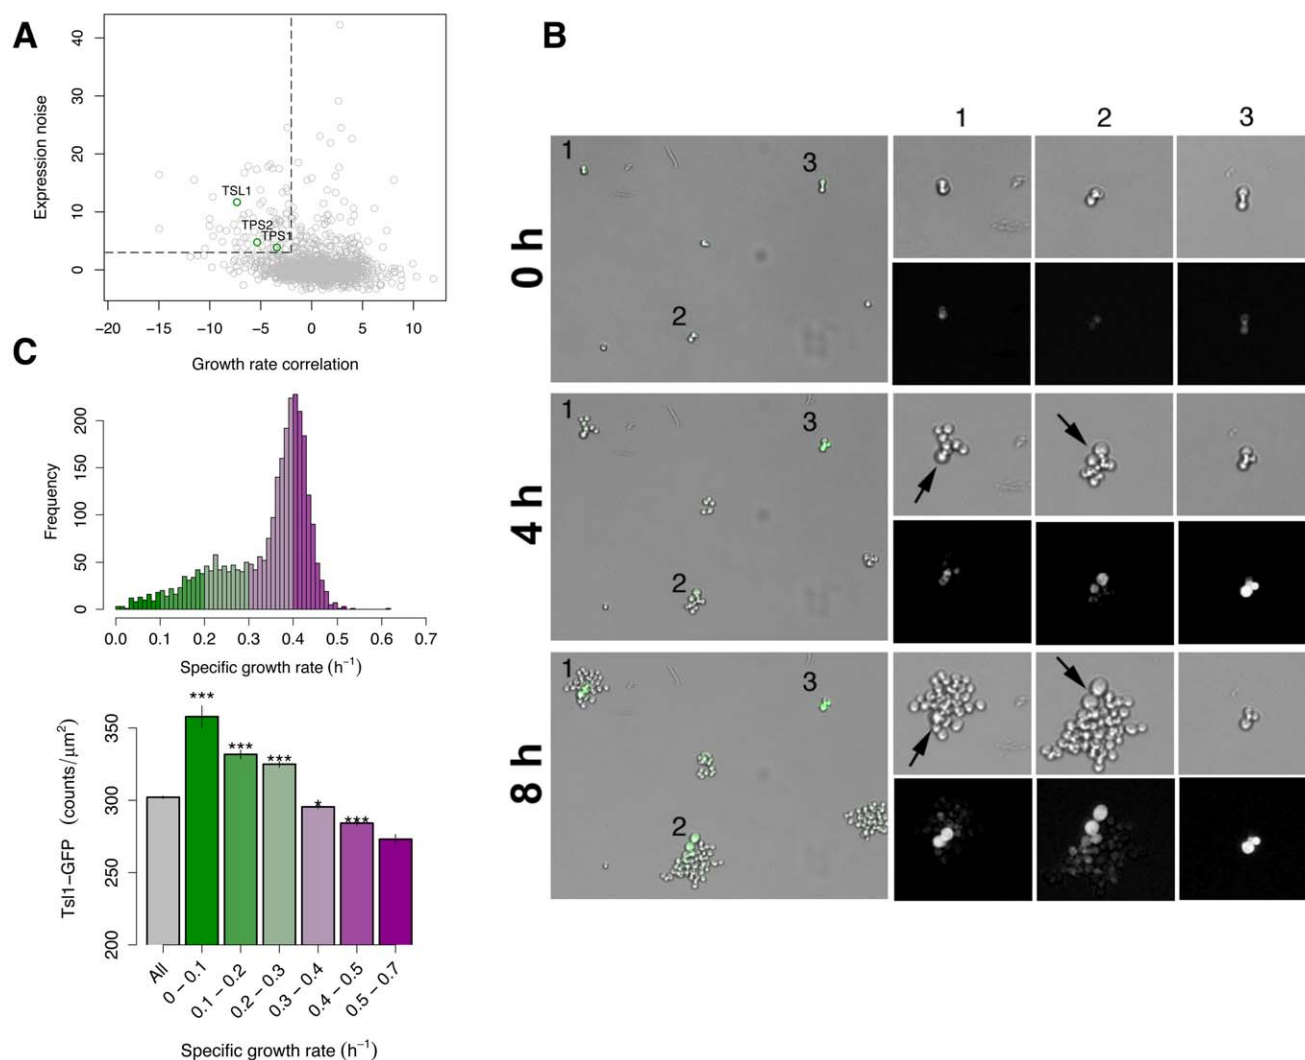 A
40
30
20
10
0
Expression noise
TSL1
TPS2
TPS1
−20 −15 −10 −5 0 5 10
Growth rate correlation
B
1 2 3
0 h
1
3
2
4 h
1
3
2
8 h
1
3
2
C
200
150
100
50
0
Frequency
0.0 0.1 0.2 0.3 0.4 0.5 0.6 0.7
Specific growth rate (h⁻¹)
350
300
250
200
Tsl1−GFP (counts/μm²)
*** *** *** * ***
All 0 − 0.1 0.1 − 0.2 0.2 − 0.3 0.3 − 0.4 0.4 − 0.5 0.5 − 0.7
Specific growth rate (h⁻¹)